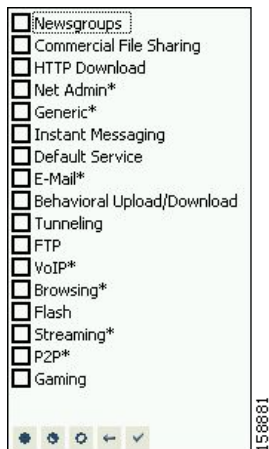 Newsgroups
Commercial File Sharing
HTTP Download
Net Admin*
Generic*
Instant Messaging
Default Service
E-Mail*
Behavioral Upload/Download
Tunneling
FTP
VoIP*
Browsing*
Flash
Streaming*
P2P*
Gaming
158881